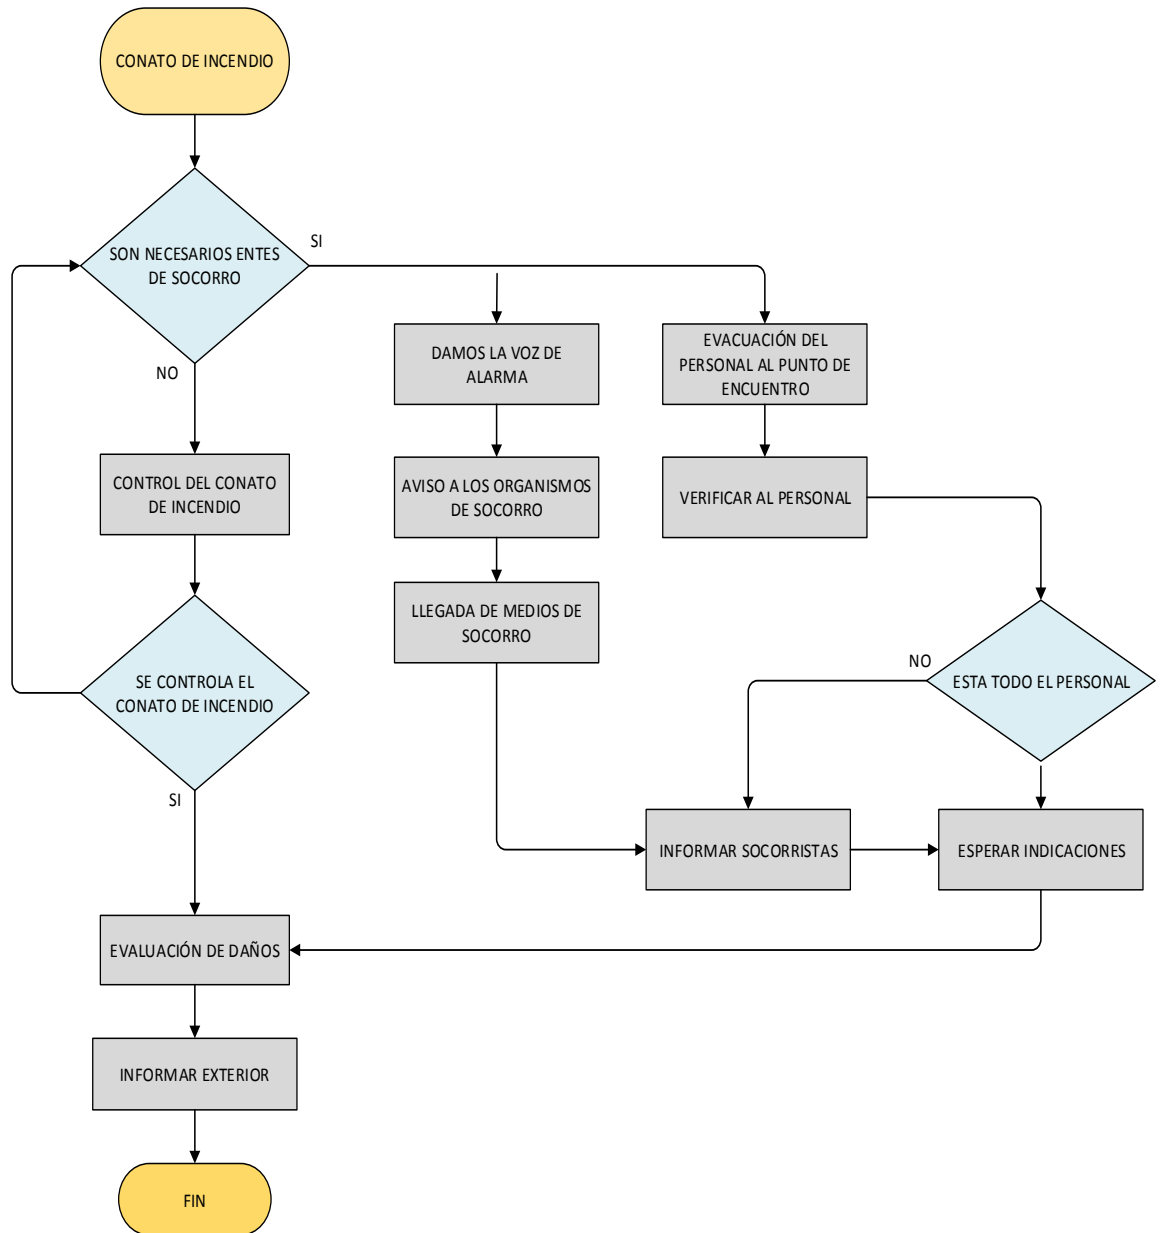 CONATO DE INCENDIO
SON NECESARIOS ENTES
DE SOCORRO
SI
NO
DAMOS LA VOZ DE
ALARMA
EVACUACIÓN DEL
PERSONAL AL PUNTO DE
ENCUENTRO
CONTROL DEL CONATO
DE INCENDIO
AVISO A LOS ORGANISMOS
DE SOCORRO
VERIFICAR AL PERSONAL
LLEGADA DE MEDIOS DE
SOCORRO
SE CONTROLA EL
CONATO DE INCENDIO
NO
ESTA TODO EL PERSONAL
SI
INFORMAR SOCORRISTAS
ESPERAR INDICACIONES
EVALUACIÓN DE DAÑOS
INFORMAR EXTERIOR
FIN